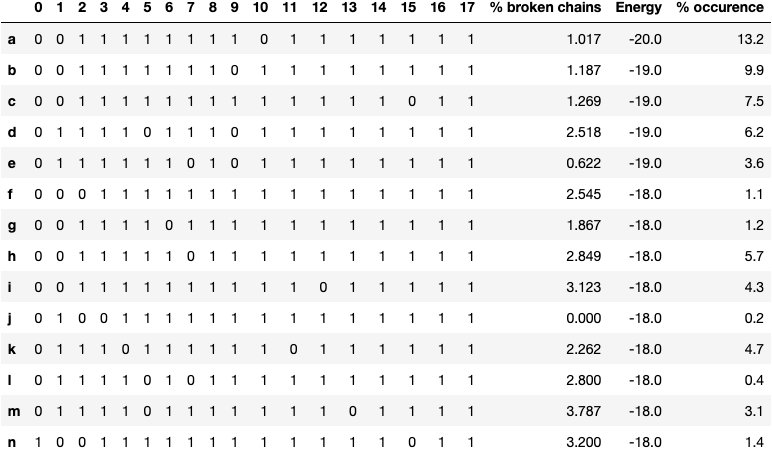 0 1 2 3 4 5 6 7 8 9 10 11 12 13 14 15 16 17 % broken chains Energy % occurence
a 0 0 1 1 1 1 1 1 1 1 0 1 1 1 1 1 1 1 1.017 -20.0 13.2
b 0 0 1 1 1 1 1 1 1 0 1 1 1 1 1 1 1 1 1.187 -19.0 9.9
c 0 0 1 1 1 1 1 1 1 1 1 1 1 1 1 0 1 1 1.269 -19.0 7.5
d 0 1 1 1 1 0 1 1 1 0 1 1 1 1 1 1 1 1 2.518 -19.0 6.2
e 0 1 1 1 1 1 1 0 1 0 1 1 1 1 1 1 1 1 0.622 -19.0 3.6
f 0 0 0 1 1 1 1 1 1 1 1 1 1 1 1 1 1 1 2.545 -18.0 1.1
g 0 0 1 1 1 1 0 1 1 1 1 1 1 1 1 1 1 1 1.867 -18.0 1.2
h 0 0 1 1 1 1 1 0 1 1 1 1 1 1 1 1 1 1 2.849 -18.0 5.7
i 0 0 1 1 1 1 1 1 1 1 1 1 0 1 1 1 1 1 3.123 -18.0 4.3
j 0 1 0 0 1 1 1 1 1 1 1 1 1 1 1 1 1 1 0.000 -18.0 0.2
k 0 1 1 1 0 1 1 1 1 1 1 0 1 1 1 1 1 1 2.262 -18.0 4.7
l 0 1 1 1 1 0 1 0 1 1 1 1 1 1 1 1 1 1 2.800 -18.0 0.4
m 0 1 1 1 1 0 1 1 1 1 1 1 1 0 1 1 1 1 3.787 -18.0 3.1
n 1 0 0 1 1 1 1 1 1 1 1 1 1 1 1 0 1 1 3.200 -18.0 1.4